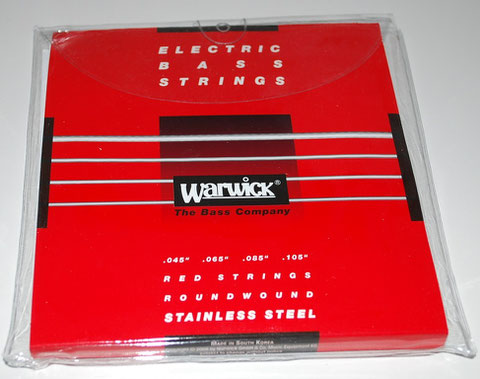 ELECTRIC
BASS
STRINGS
Warwick®
The Bass Company
.045" .065" .085" .105"
RED STRINGS
ROUNDWOUND
STAINLESS STEEL
MADE IN SOUTH KOREA